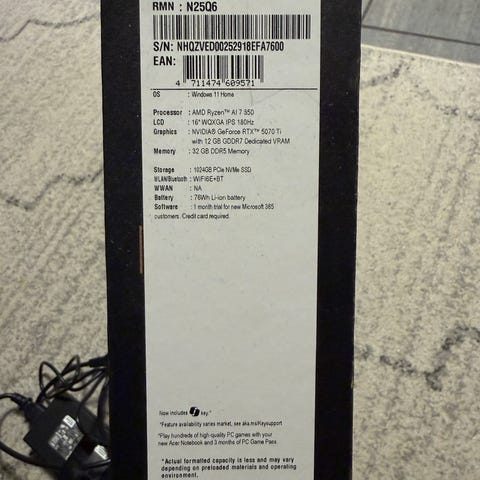 RMN : N25Q6
S/N: NHQZVED00252918EFA7600
EAN:
4 711474 609571
OS : Windows 11 Home
Processor : AMD Ryzen™ AI 7 350
LCD : 16" WQXGA IPS 180Hz
Graphics : NVIDIA® GeForce RTX™ 5070 Ti
with 12 GB GDDR7 Dedicated VRAM
Memory : 32 GB DDR5 Memory
Storage : 1024GB PCIe NVMe SSD
WLAN/Bluetooth : WIFI6E+BT
WWAN : NA
Battery : 76Wh Li-ion battery
Software : 1 month trial for new Microsoft 365
customers. Credit card required.
Now includes key.*
*Feature availability varies market, see aka.ms/Keysupport
*Play hundreds of high quality PC games with your
new Acer Notebook and 3 months of PC Game Pass
*Actual formatted capacity is less and may vary
depending on preloaded materials and operating
environment.